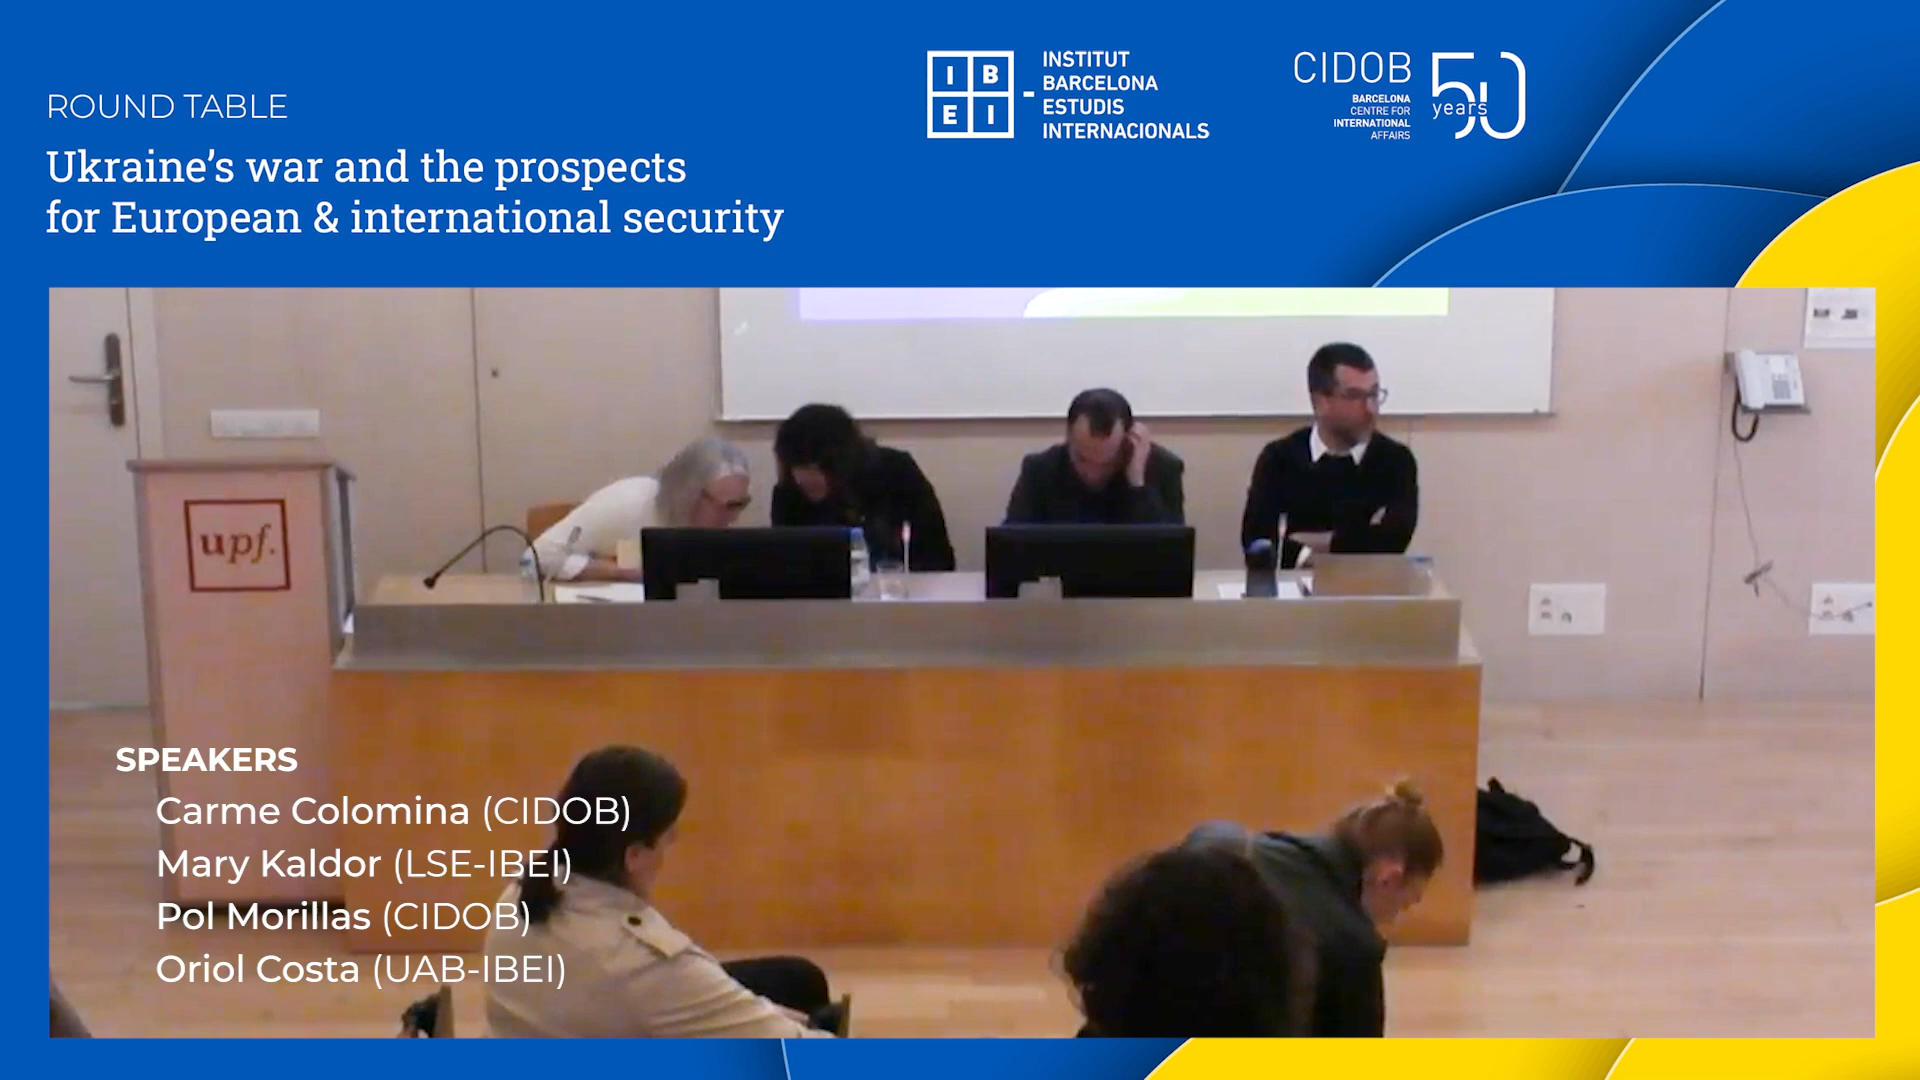 ROUND TABLE
Ukraine’s war and the prospects
for European & international security
I B
E I
-
INSTITUT
BARCELONA
ESTUDIS
INTERNACIONALS
CIDOB
BARCELONA
CENTRE FOR
INTERNATIONAL
AFFAIRS
50
years
upf.
SPEAKERS
Carme Colomina (CIDOB)
Mary Kaldor (LSE-IBEI)
Pol Morillas (CIDOB)
Oriol Costa (UAB-IBEI)